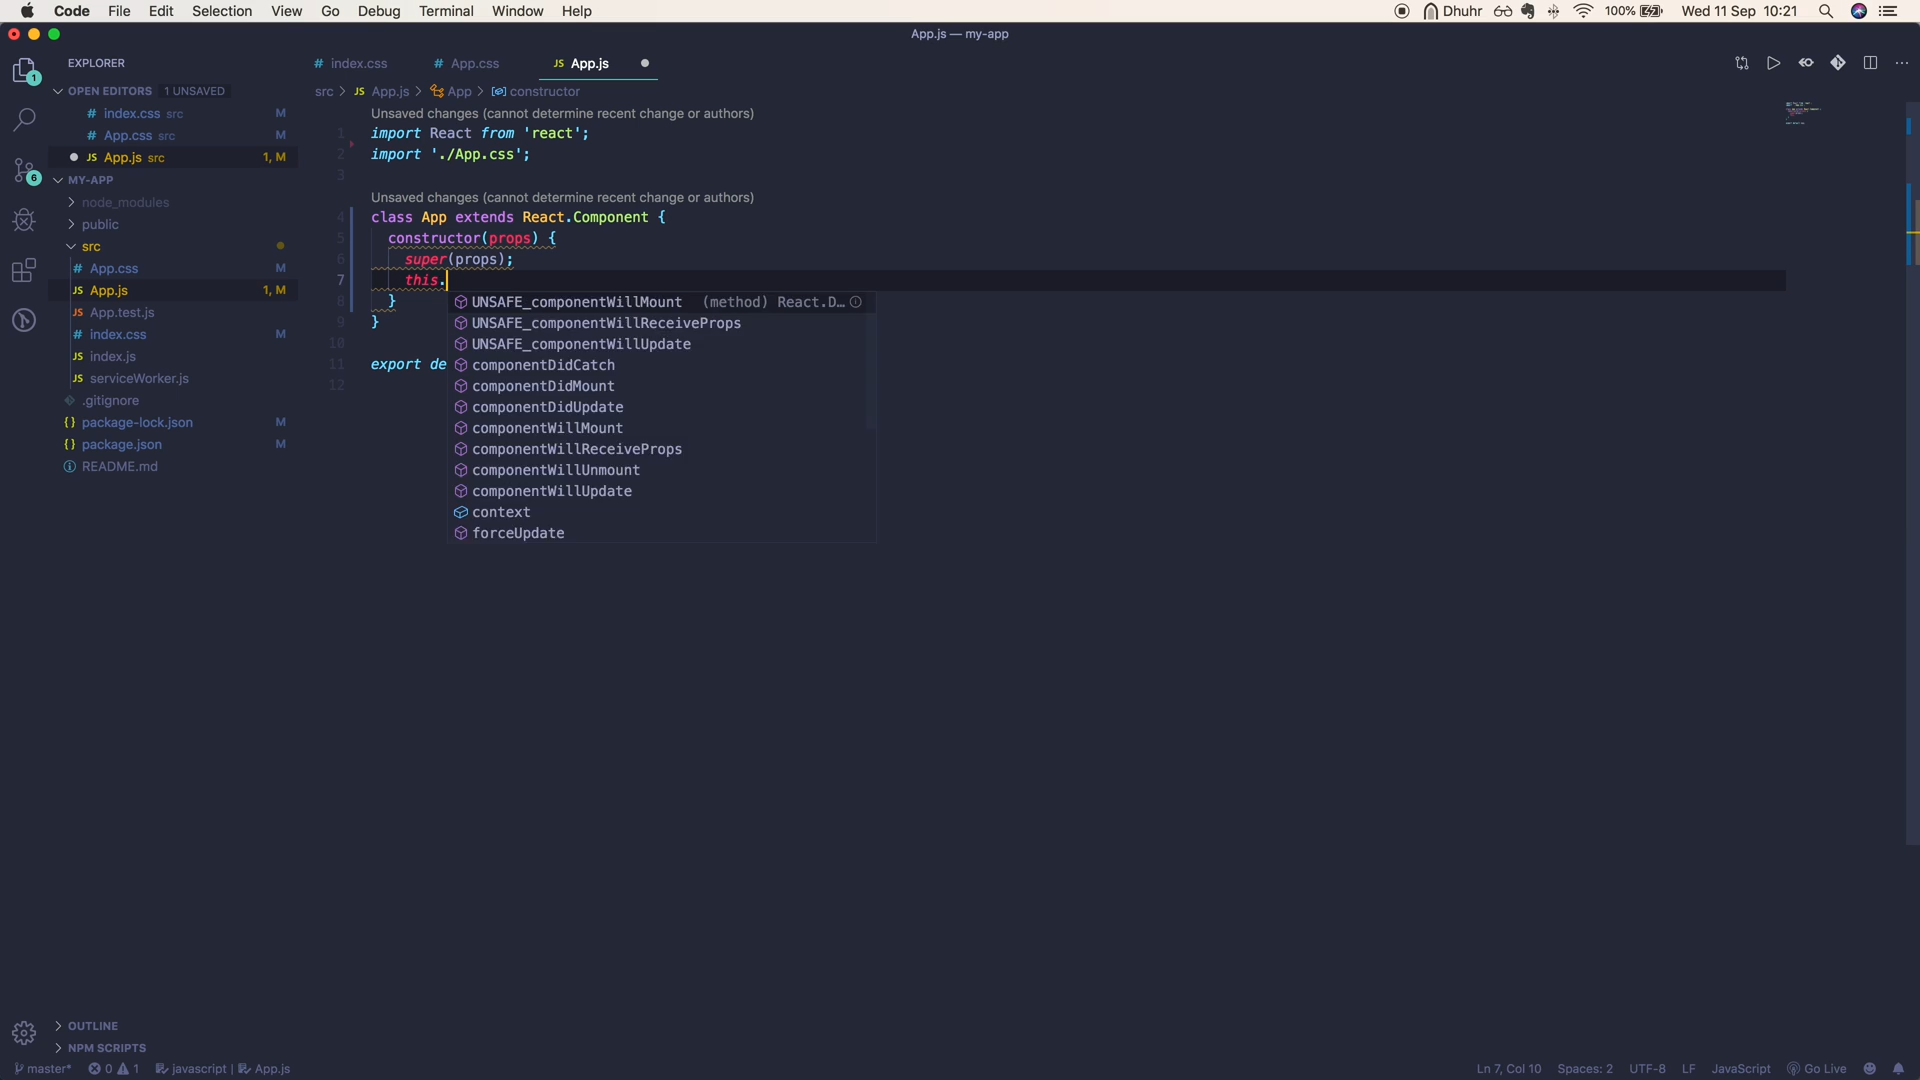 Code File Edit Selection View Go Debug Terminal Window Help Dhuhr 100% Wed 11 Sep 10:21
App.js — my-app
EXPLORER
# index.css # App.css JS App.js
OPEN EDITORS 1 UNSAVED
src > JS App.js > App > constructor
# index.css src M
# App.css src M
JS App.js src 1, M
MY-APP
node_modules
public
src
# App.css M
JS App.js 1, M
JS App.test.js
# index.css M
JS index.js
JS serviceWorker.js
.gitignore
{} package-lock.json M
{} package.json M
README.md
1
6
Unsaved changes (cannot determine recent change or authors)
1 import React from 'react';
2 import './App.css';
3
Unsaved changes (cannot determine recent change or authors)
4 class App extends React.Component {
5 constructor(props) {
6 super(props);
7 this.
8 }
9 }
10
11 export de
12
UNSAFE_componentWillMount (method) React.D…
UNSAFE_componentWillReceiveProps
UNSAFE_componentWillUpdate
componentDidCatch
componentDidMount
componentDidUpdate
componentWillMount
componentWillReceiveProps
componentWillUnmount
componentWillUpdate
context
forceUpdate
OUTLINE
NPM SCRIPTS
master* 0 1 javascript | App.js Ln 7, Col 10 Spaces: 2 UTF-8 LF JavaScript Go Live